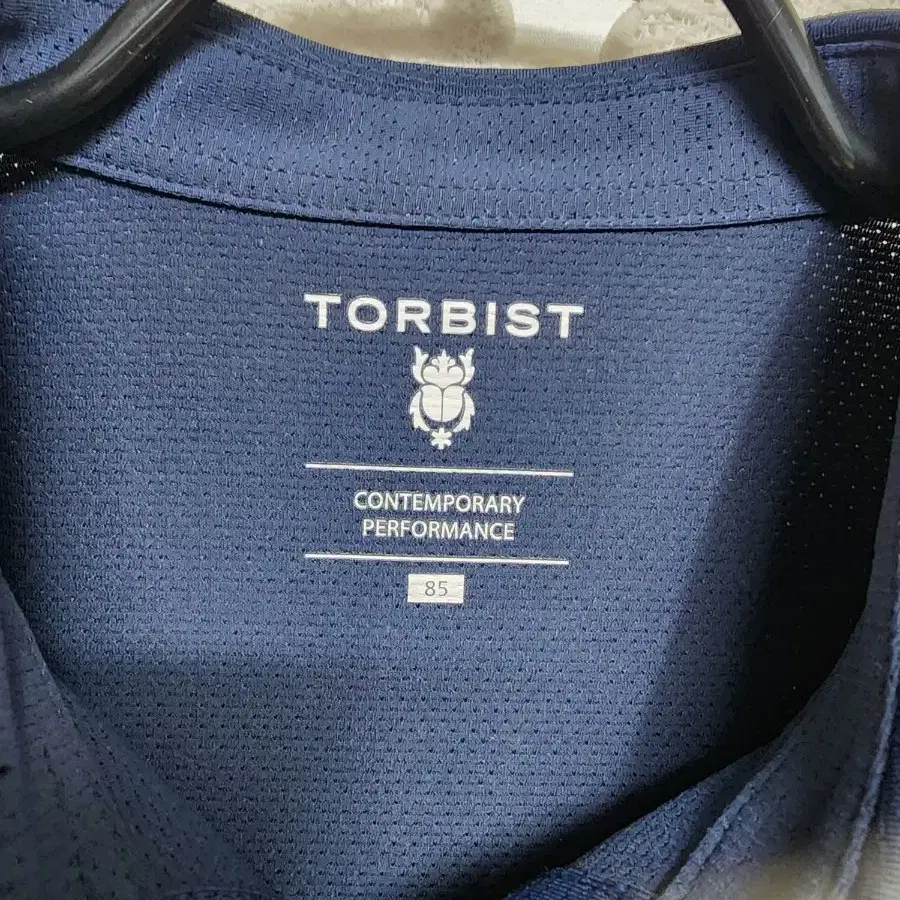 TORBIST
CONTEMPORARY
PERFORMANCE
85